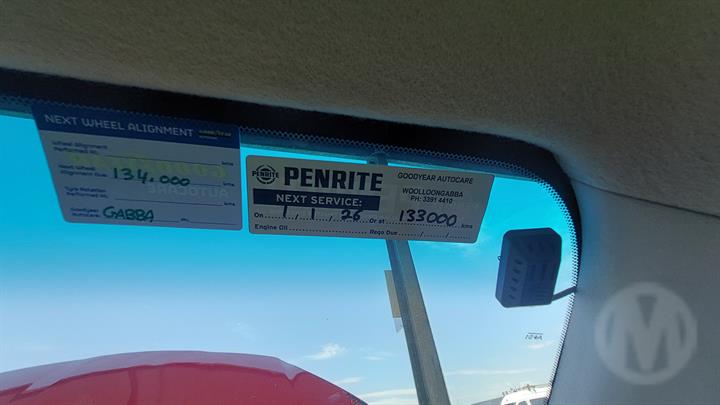 NEXT WHEEL ALIGNMENT
Wheel Alignment
Performed At: kms
Next Wheel
Alignment Due: 134,000 kms
Tyre Rotation
Performed At: kms
Goodyear
Autocare: GABBA
PENRITE
NEXT SERVICE:
On 1 / 1 / 26 Or at 133000 kms
Engine Oil Rego Due / /
GOODYEAR AUTOCARE
WOOLLOONGABBA
PH: 3391 4410
M